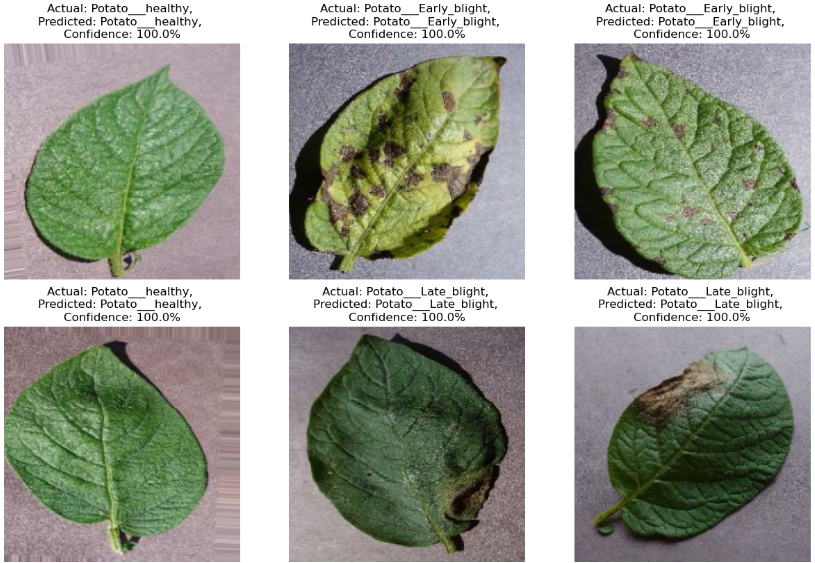 Actual: Potato___healthy,
Predicted: Potato___healthy,
Confidence: 100.0%
Actual: Potato___Early_blight,
Predicted: Potato___Early_blight,
Confidence: 100.0%
Actual: Potato___Early_blight,
Predicted: Potato___Early_blight,
Confidence: 100.0%
Actual: Potato___healthy,
Predicted: Potato___healthy,
Confidence: 100.0%
Actual: Potato___Late_blight,
Predicted: Potato___Late_blight,
Confidence: 100.0%
Actual: Potato___Late_blight,
Predicted: Potato___Late_blight,
Confidence: 100.0%